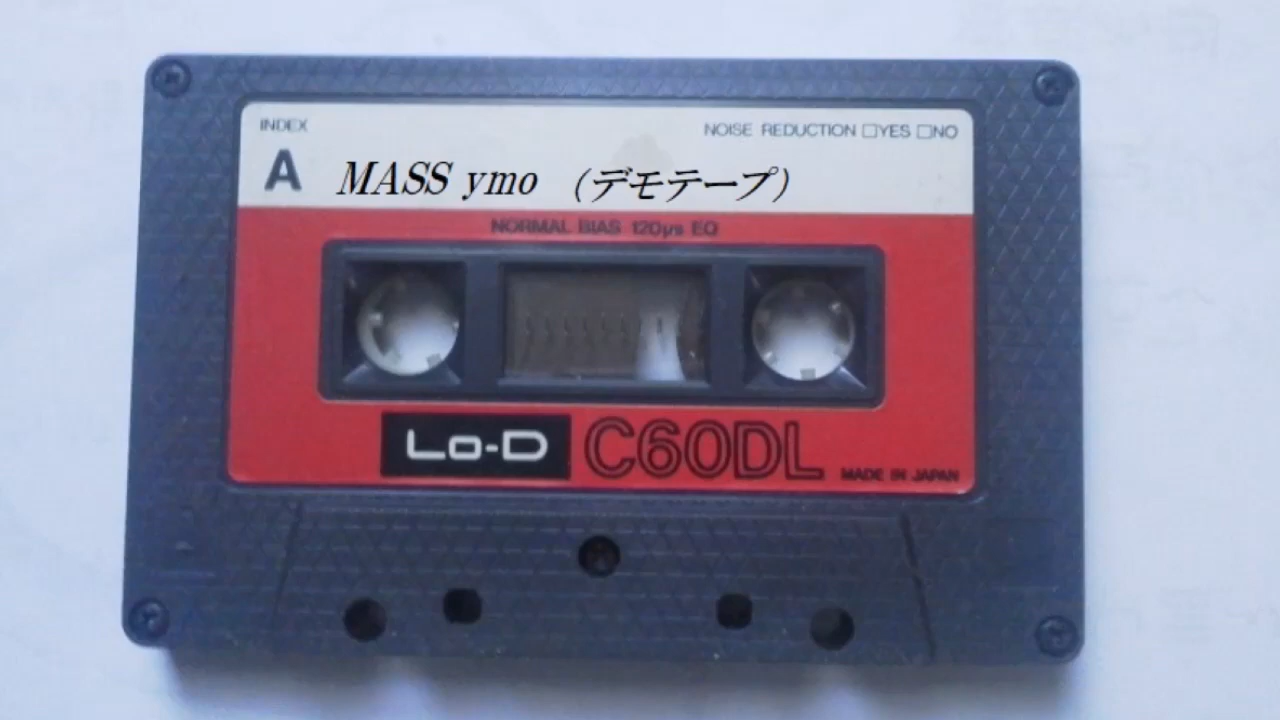 INDEX
NOISE REDUCTION □YES □NO
A MASS ymo (デモテープ)
NORMAL BIAS 120μs EQ
Lo-D C60DL MADE IN JAPAN